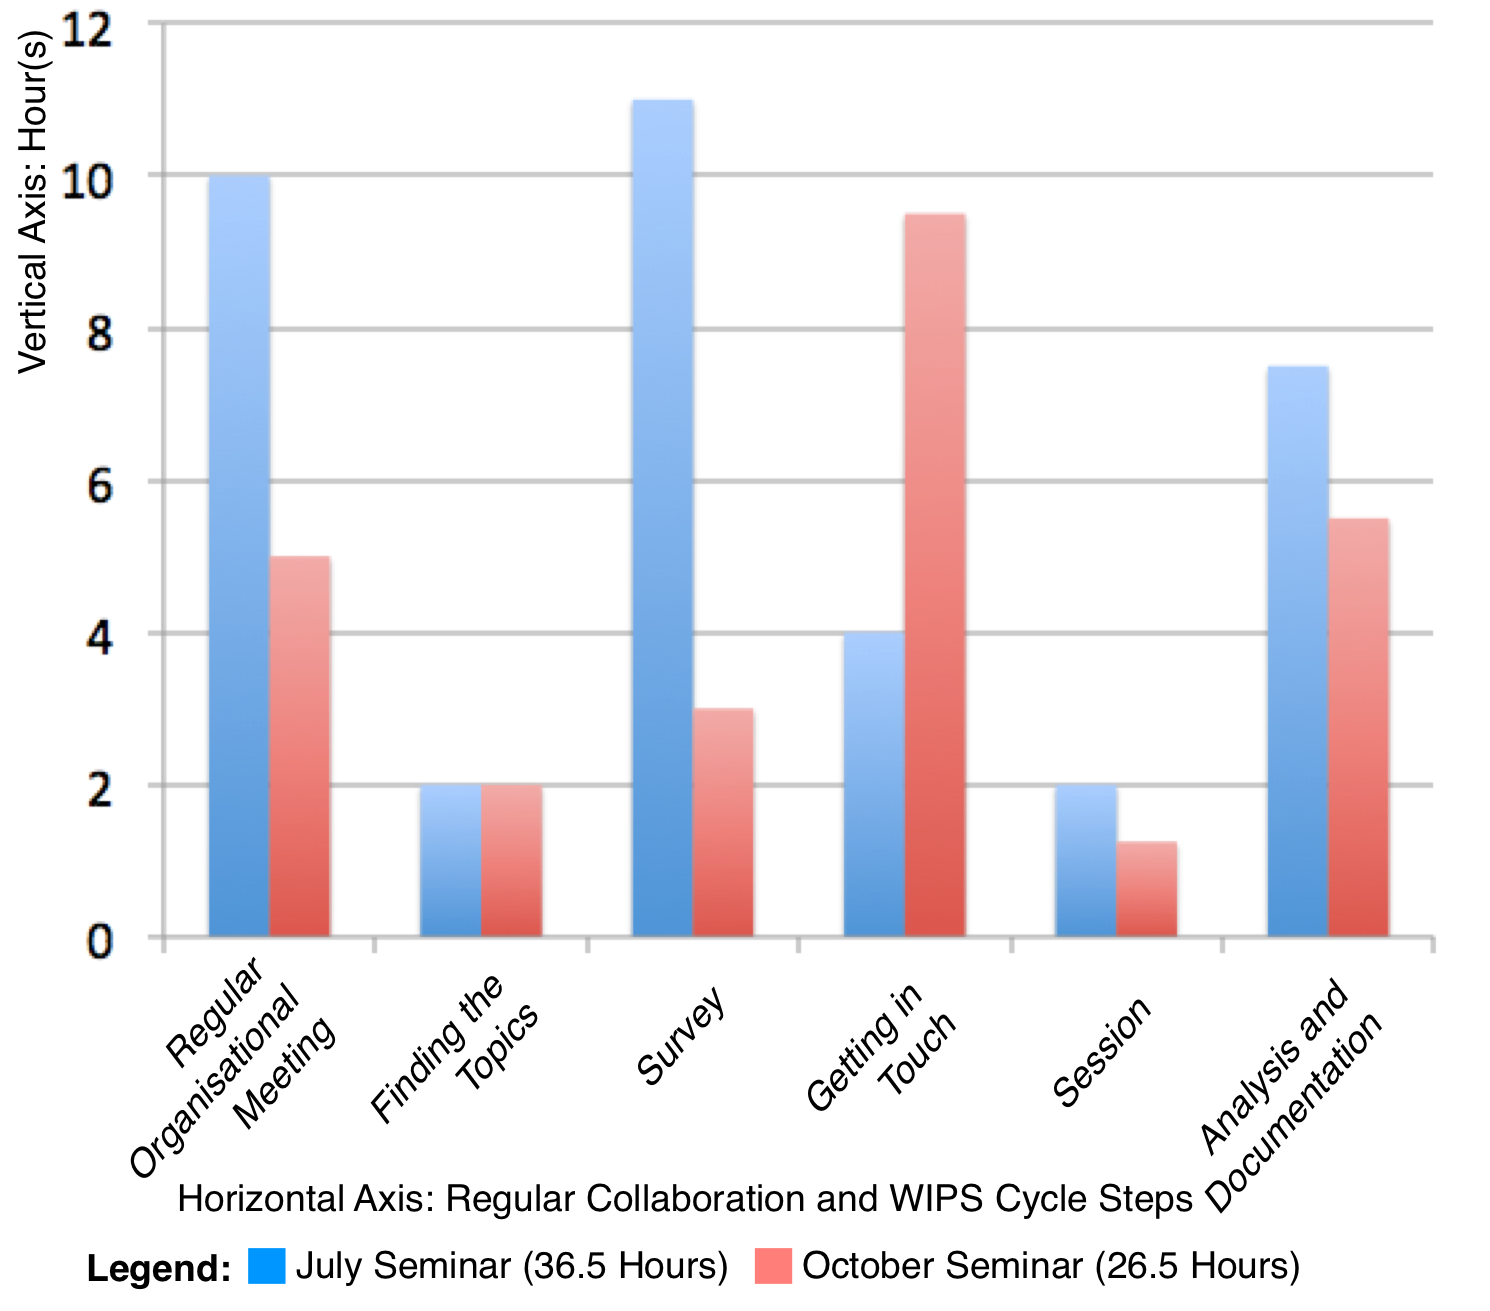 Vertical Axis: Hour(s)
12
10
8
6
4
2
0
Regular
Organisational
Meeting
Finding the
Topics
Survey
Getting in
Touch
Session
Analysis and
Documentation
Horizontal Axis: Regular Collaboration and WIPS Cycle Steps
Legend: July Seminar (36.5 Hours) October Seminar (26.5 Hours)